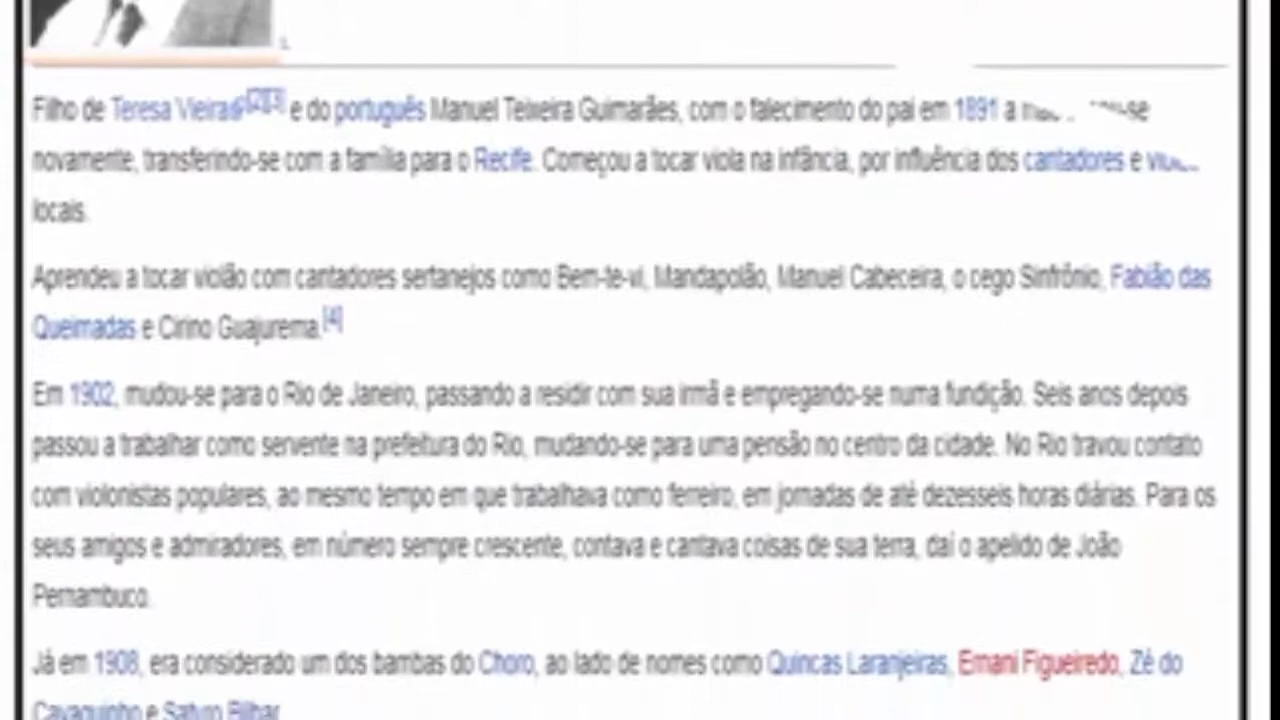 Filho de Teresa Vieira[2][3] e do português Manuel Teixeira Guimarães, com o falecimento do pai em 1891 a
novamente, transferindo-se com a família para o Recife. Começou a tocar viola na infância, por influência dos cantadores e
locais.
Aprendeu a tocar violão com cantadores sertanejos como Bem-te-vi, Mandapolão, Manuel Cabeceira, o cego Sinfrônio, Fabião das
Queimadas e Cirino Guajurema.[4]
Em 1902, mudou-se para o Rio de Janeiro, passando a residir com sua irmã e empregando-se numa fundição. Seis anos depois
passou a trabalhar como servente na prefeitura do Rio, mudando-se para uma pensão no centro da cidade. No Rio travou contato
com violonistas populares, ao mesmo tempo em que trabalhava como ferreiro, em jornadas de até dezesseis horas diárias. Para os
seus amigos e admiradores, em número sempre crescente, contava e cantava coisas de sua terra, daí o apelido de João
Pernambuco.
Já em 1908, era considerado um dos bambas do Choro, ao lado de nomes como Quincas Laranjeiras, Ernani Figueiredo, Zé do
Cavaquinho e Satyro Bilhar